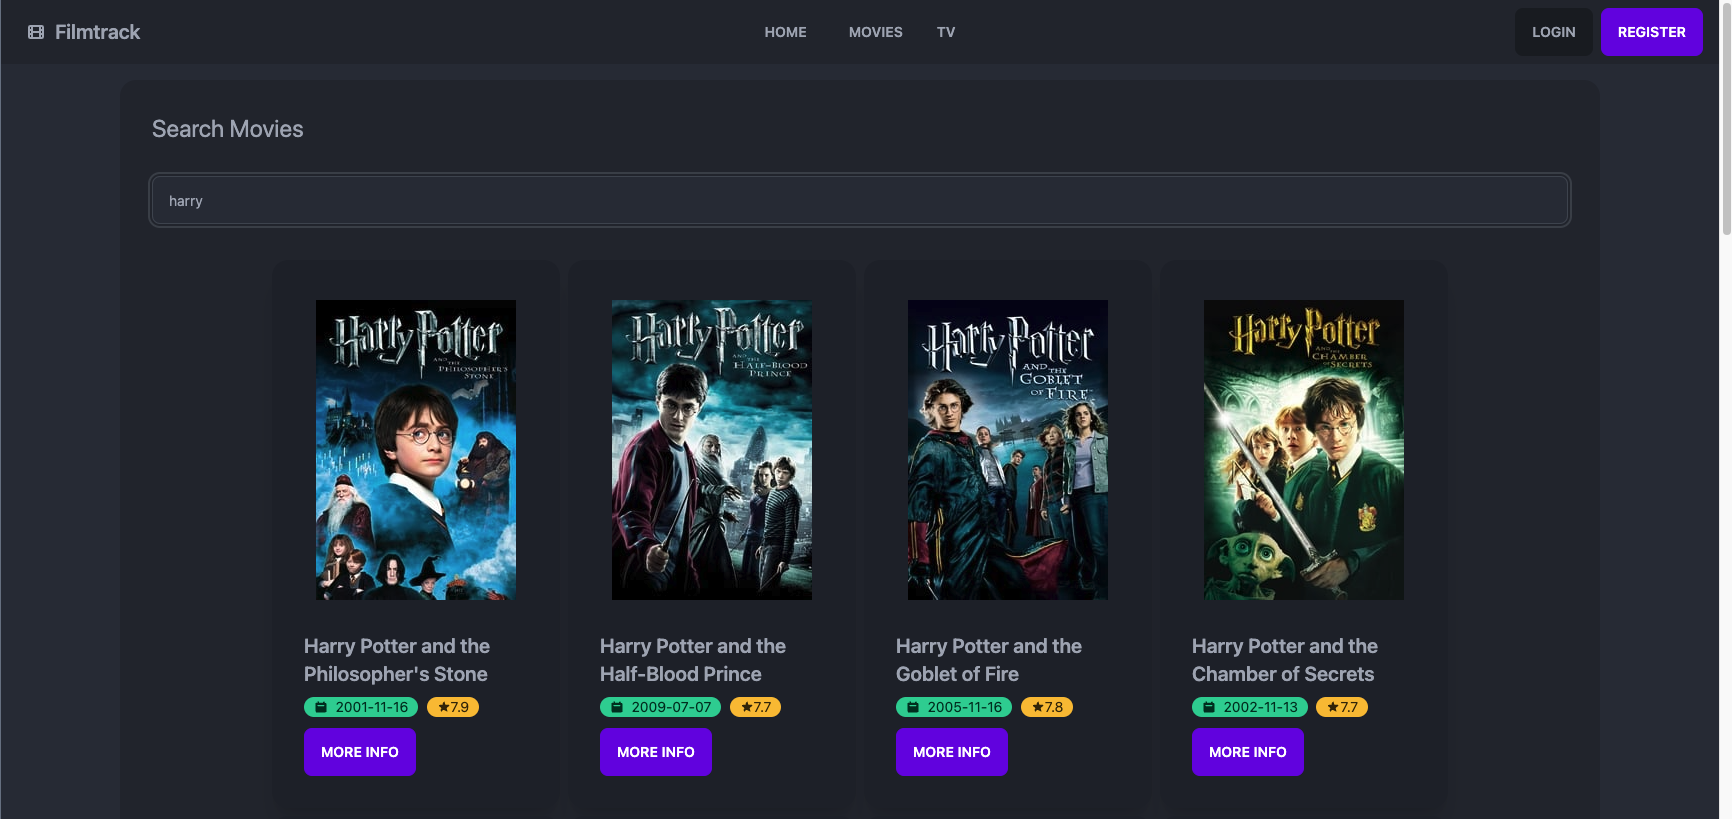 Filmtrack
HOME
MOVIES
TV
LOGIN
REGISTER
Search Movies
harry
Harry Potter
AND THE
PHILOSOPHER'S
STONE
Harry Potter
AND THE
HALF-BLOOD
PRINCE
Harry Potter
AND THE
GOBLET
OF FIRE
Harry Potter
AND THE
CHAMBER
OF SECRETS
Harry Potter and the
Philosopher's Stone
2001-11-16
7.9
MORE INFO
Harry Potter and the
Half-Blood Prince
2009-07-07
7.7
MORE INFO
Harry Potter and the
Goblet of Fire
2005-11-16
7.8
MORE INFO
Harry Potter and the
Chamber of Secrets
2002-11-13
7.7
MORE INFO